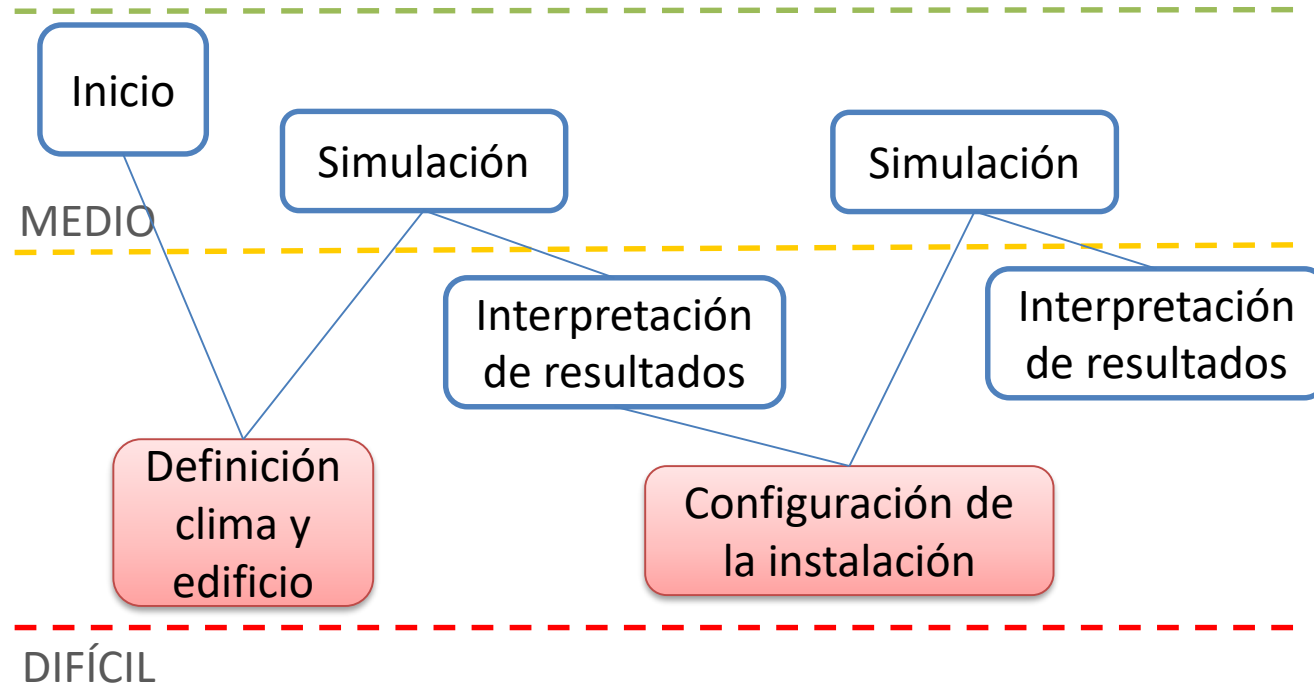 Inicio
Simulación
Simulación
MEDIO
Interpretación
de resultados
Interpretación
de resultados
Definición
clima y
edificio
Configuración de
la instalación
DIFÍCIL